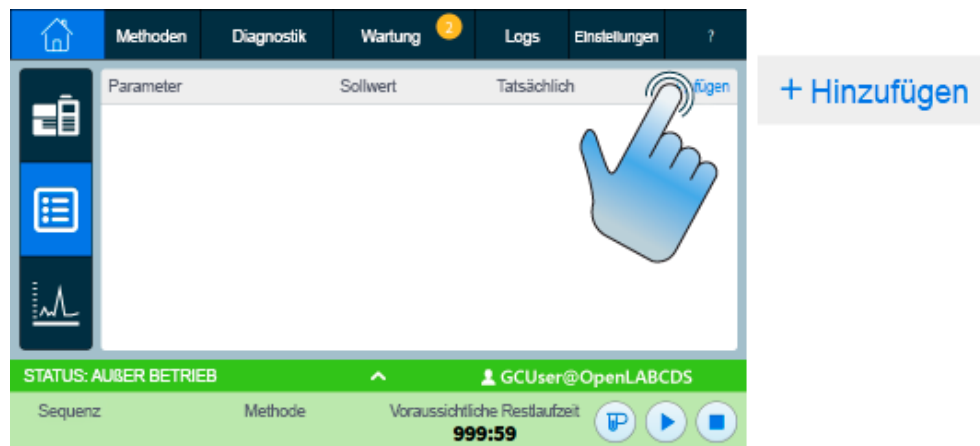 Methoden Diagnostik Wartung 2 Logs Einstellungen ?
Parameter Sollwert Tatsächlich fügen
+ Hinzufügen
STATUS: AUßER BETRIEB GCUser@OpenLABCDS
Sequenz Methode Voraussichtliche Restlaufzeit
999:59